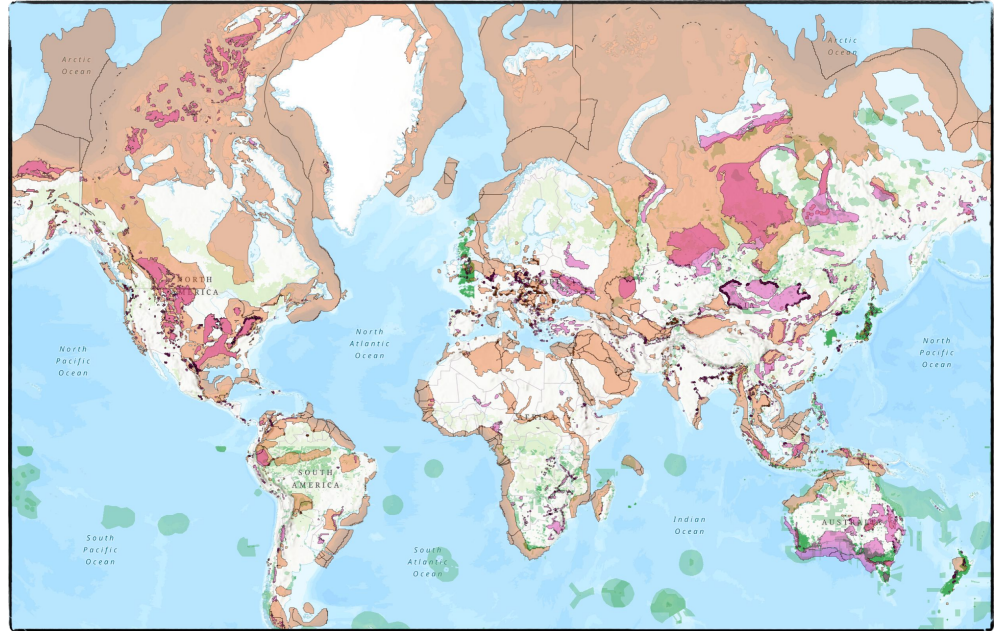 Arctic
Ocean
Arctic
Ocean
NORTH
AMERICA
North
Pacific
Ocean
North
Atlantic
Ocean
North
Pacific
Ocean
SOUTH
AMERICA
AUSTRALIA
South
Pacific
Ocean
South
Atlantic
Ocean
Indian
Ocean